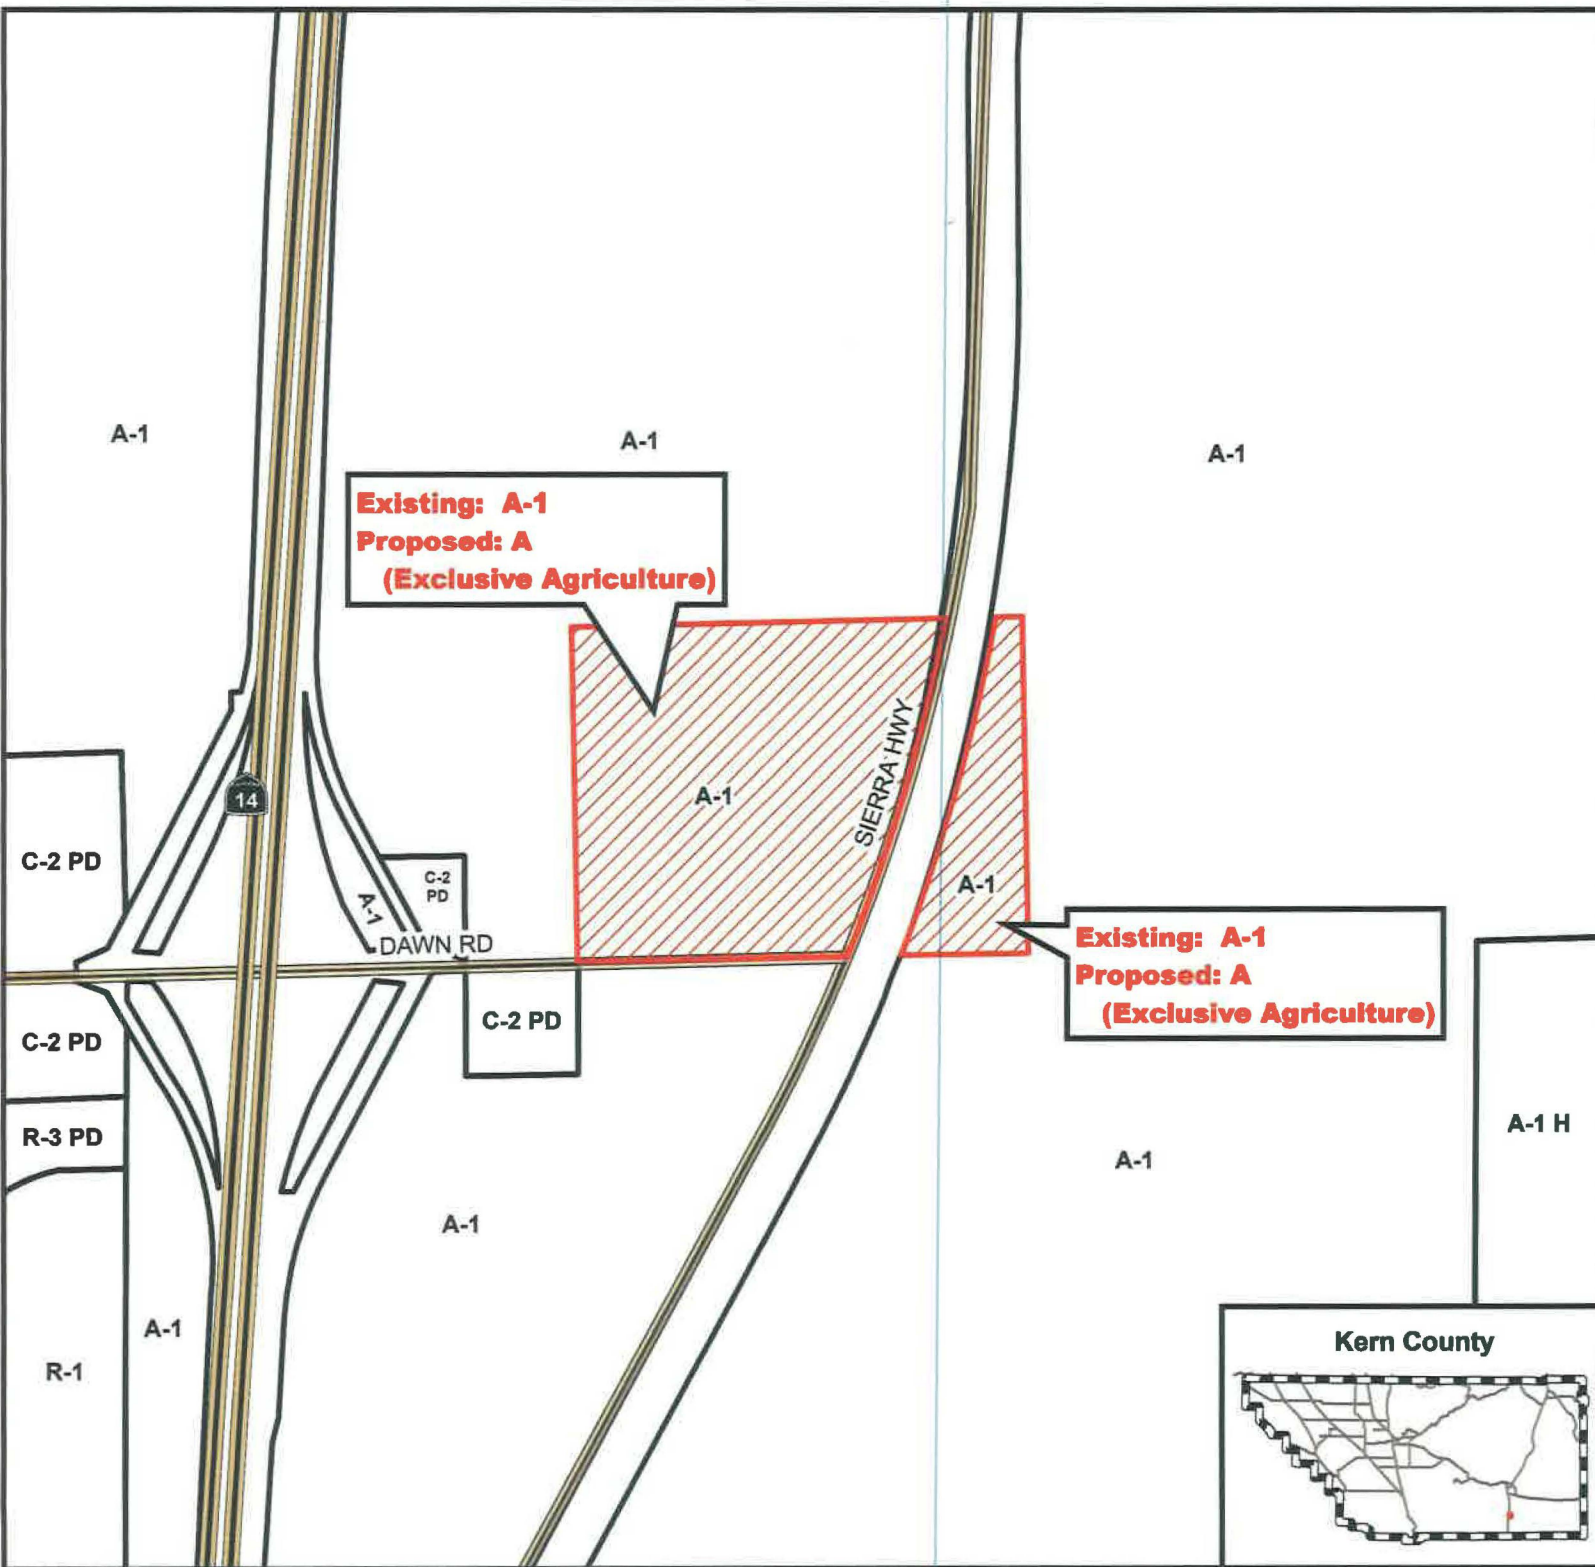 A-1
A-1
A-1
Existing: A-1
Proposed: A
(Exclusive Agriculture)
SIERRA HWY
14
A-1
C-2 PD
C-2
PD
A-1
A-1
DAWN RD
Existing: A-1
Proposed: A
(Exclusive Agriculture)
C-2 PD
C-2 PD
R-3 PD
A-1 H
A-1
A-1
A-1
R-1
Kern County